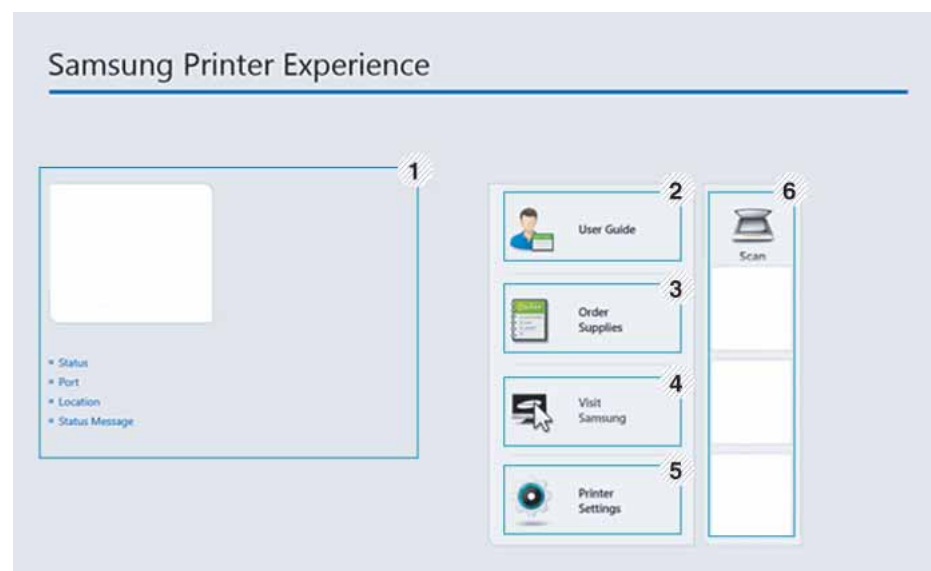 Samsung Printer Experience
1
Status
Port
Location
Status Message
2
User Guide
3
Order
Supplies
4
Visit
Samsung
5
Printer
Settings
6
Scan